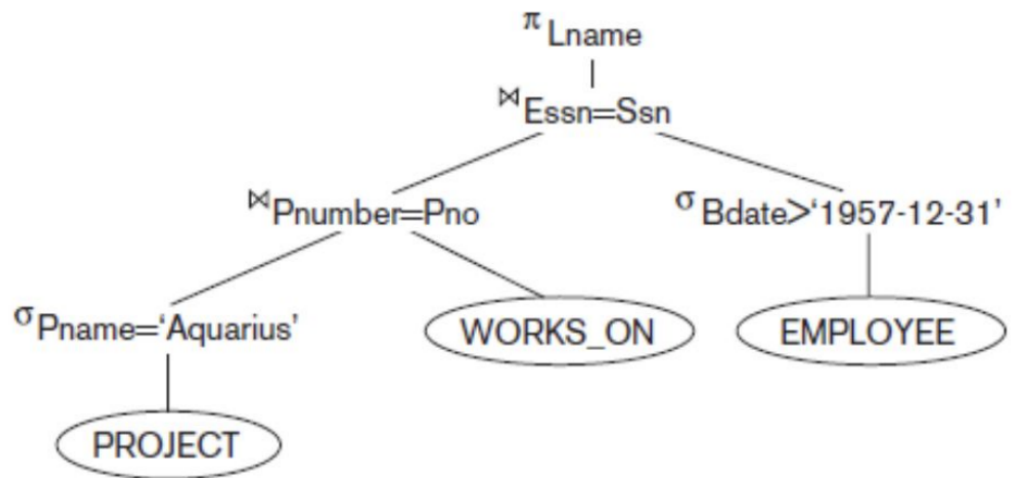 π Lname
⋈ Essn=Ssn
⋈ Pnumber=Pno
σ Bdate>‘1957-12-31’
σ Pname=‘Aquarius’
WORKS_ON
EMPLOYEE
PROJECT